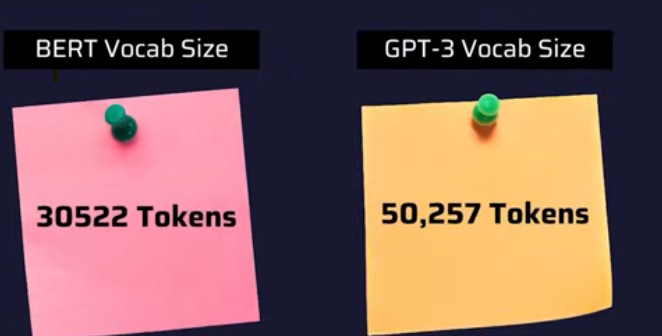 BERT Vocab Size
GPT-3 Vocab Size
30522 Tokens
50,257 Tokens